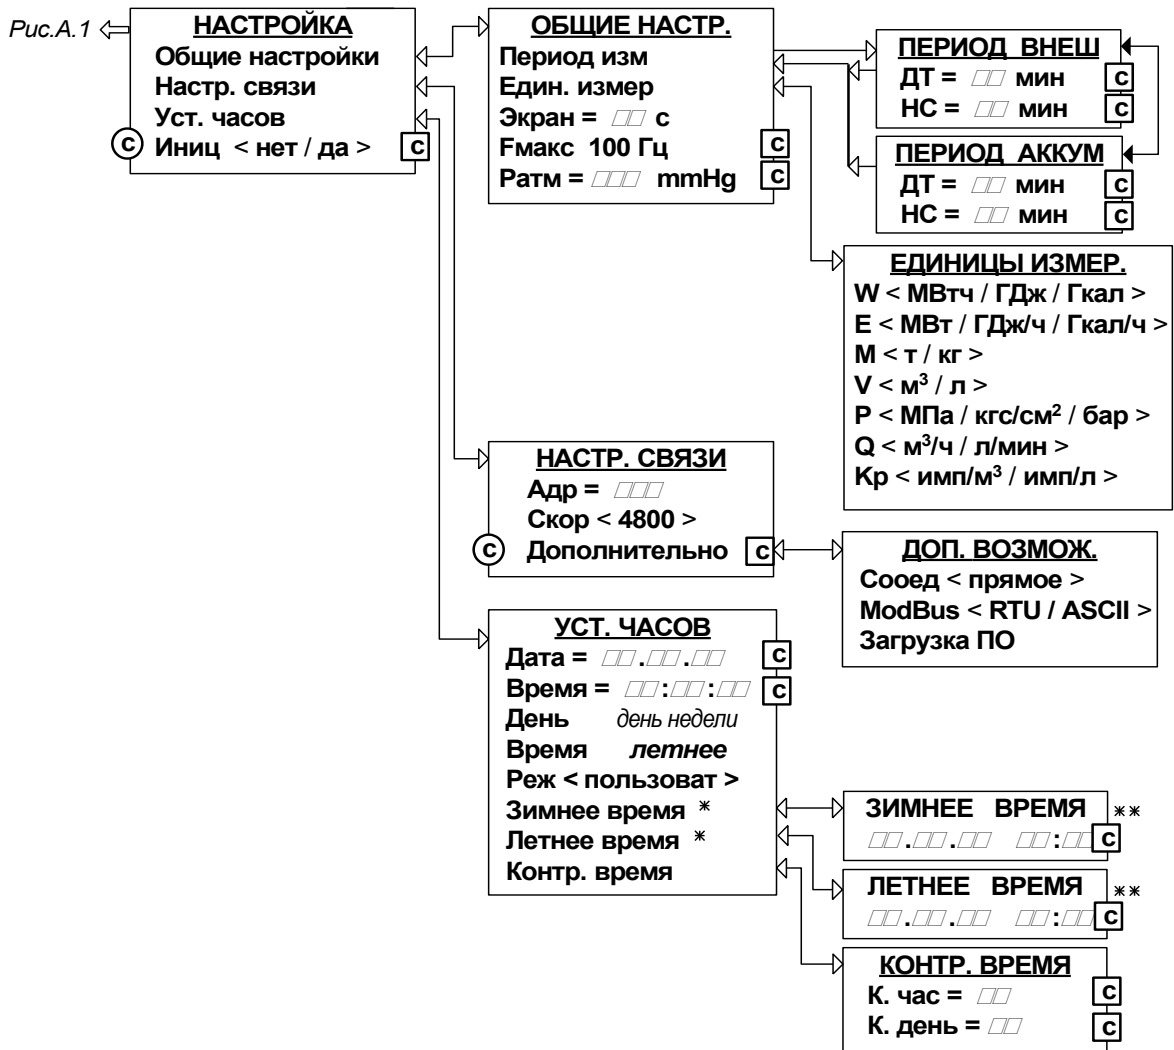 Рис.А.1
НАСТРОЙКА
Общие настройки
Настр. связи
Уст. часов
с Иниц < нет / да > с
ОБЩИЕ НАСТР.
Период изм
Един. измер
Экран = □□ с
Fмакс 100 Гц с
Ратм = □□□ mmHg с
ПЕРИОД ВНЕШ
ДТ = □□ мин с
НС = □□ мин с
ПЕРИОД АККУМ
ДТ = □□ мин с
НС = □□ мин с
ЕДИНИЦЫ ИЗМЕР.
W < МВтч / ГДж / Гкал >
E < МВт / ГДж/ч / Гкал/ч >
M < т / кг >
V < м³ / л >
P < МПа / кгс/см² / бар >
Q < м³/ч / л/мин >
Kp < имп/м³ / имп/л >
НАСТР. СВЯЗИ
Адр = □□□
Скор < 4800 >
с Дополнительно с
ДОП. ВОЗМОЖ.
Сооед < прямое >
ModBus < RTU / ASCII >
Загрузка ПО
УСТ. ЧАСОВ
Дата = □□.□□.□□ с
Время = □□:□□:□□ с
День день недели
Время летнее
Реж < пользоват >
Зимнее время *
Летнее время *
Контр. время
ЗИМНЕЕ ВРЕМЯ **
□□.□□.□□ □□:□□ с
ЛЕТНЕЕ ВРЕМЯ **
□□.□□.□□ □□:□□ с
КОНТР. ВРЕМЯ
К. час = □□ с
К. день = □□ с